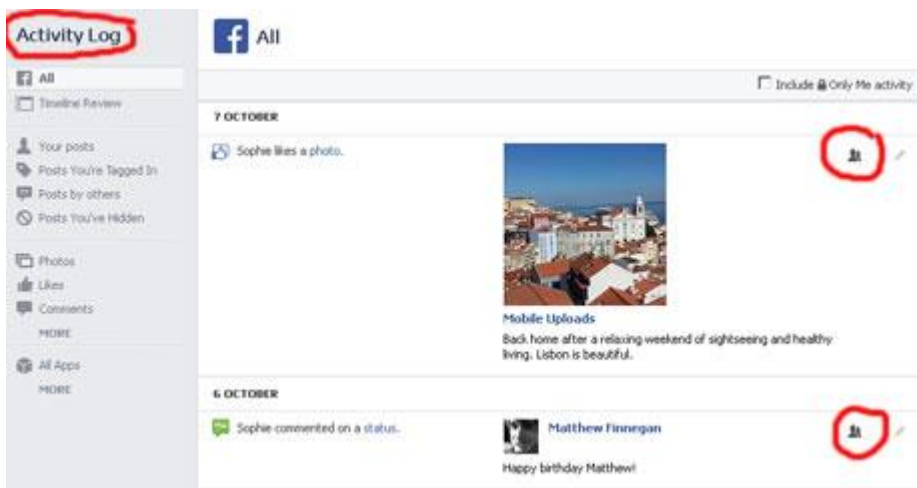 Activity Log
All
Timeline Review
Your posts
Posts You're Tagged In
Posts by others
Posts You've Hidden
Photos
Likes
Comments
MORE
All Apps
MORE
f All
Include Only Me activity
7 OCTOBER
Sophie likes a photo.
Mobile Uploads
Back home after a relaxing weekend of sightseeing and healthy
living. Lisbon is beautiful.
6 OCTOBER
Sophie commented on a status.
Matthew Finnegan
Happy birthday Matthew!